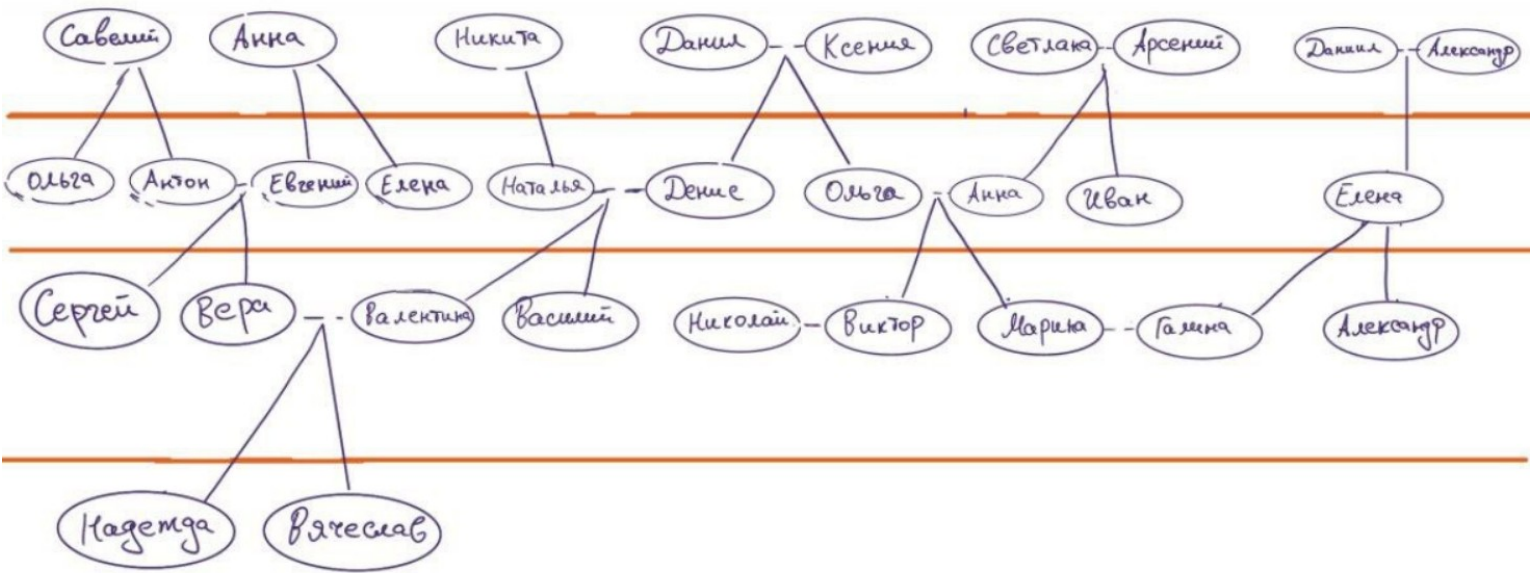 Савелий Анна Никита Данил Ксения Светлана Арсений Даниил Александр
Ольга Антон Евгений Елена Наталья Денис Ольга Анна Иван Елена
Сергей Вера Валентина Василий Николай Виктор Марина Галина Александр
Надежда Вячеслав